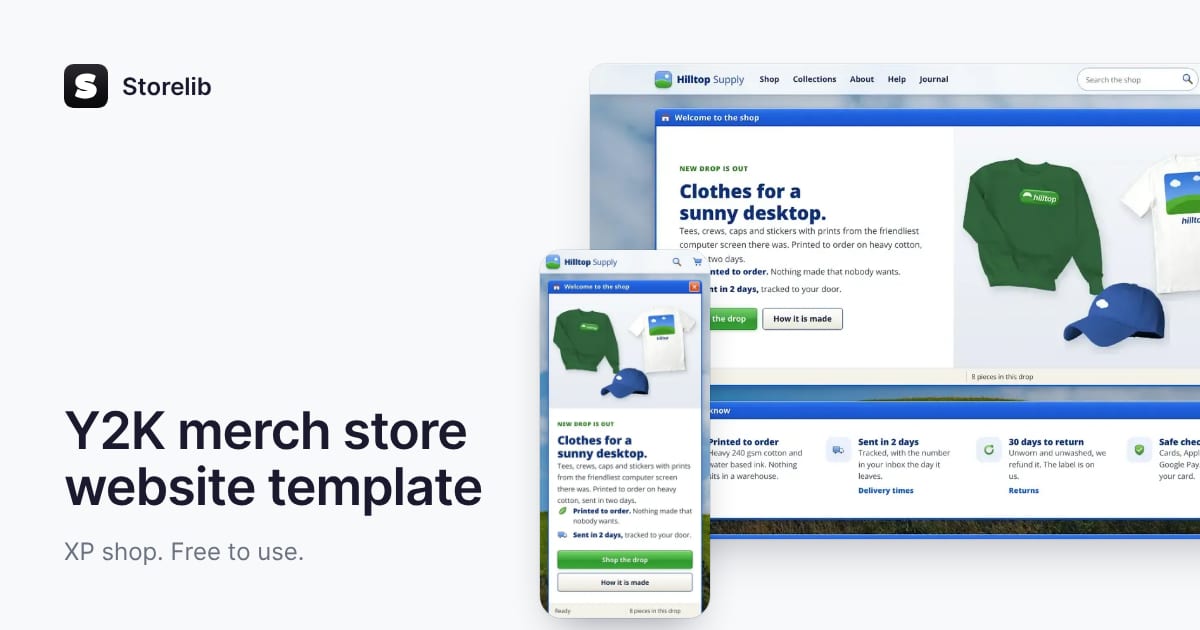 Storelib
Y2K merch store
website template
XP shop. Free to use.
Hilltop Supply
Shop
Collections
About
Help
Journal
Search the shop
Welcome to the shop
NEW DROP IS OUT
Clothes for a
sunny desktop.
Tees, crews, caps and stickers with prints from the friendliest
computer screen there was. Printed to order on heavy cotton,
two days.
to order. Nothing made that nobody wants.
in 2 days, tracked to your door.
the drop
How it is made
hilltop
8 pieces in this drop
know
Printed to order
Heavy 240 gsm cotton and
water based ink. Nothing
in a warehouse.
Sent in 2 days
Tracked, with the number
in your inbox the day it
leaves.
Delivery times
30 days to return
Unworn and unwashed, we
refund it. The label is on
us.
Returns
Safe
Cards,
Google Pay
your card.
Hilltop Supply
Welcome to the shop
hilltop
NEW DROP IS OUT
Clothes for a
sunny desktop.
Tees, crews, caps and stickers with prints
from the friendliest computer screen
there was. Printed to order on heavy
cotton, sent in two days.
Printed to order. Nothing made that
nobody wants.
Sent in 2 days, tracked to your door.
Shop the drop
How it is made
Ready
8 pieces in this drop